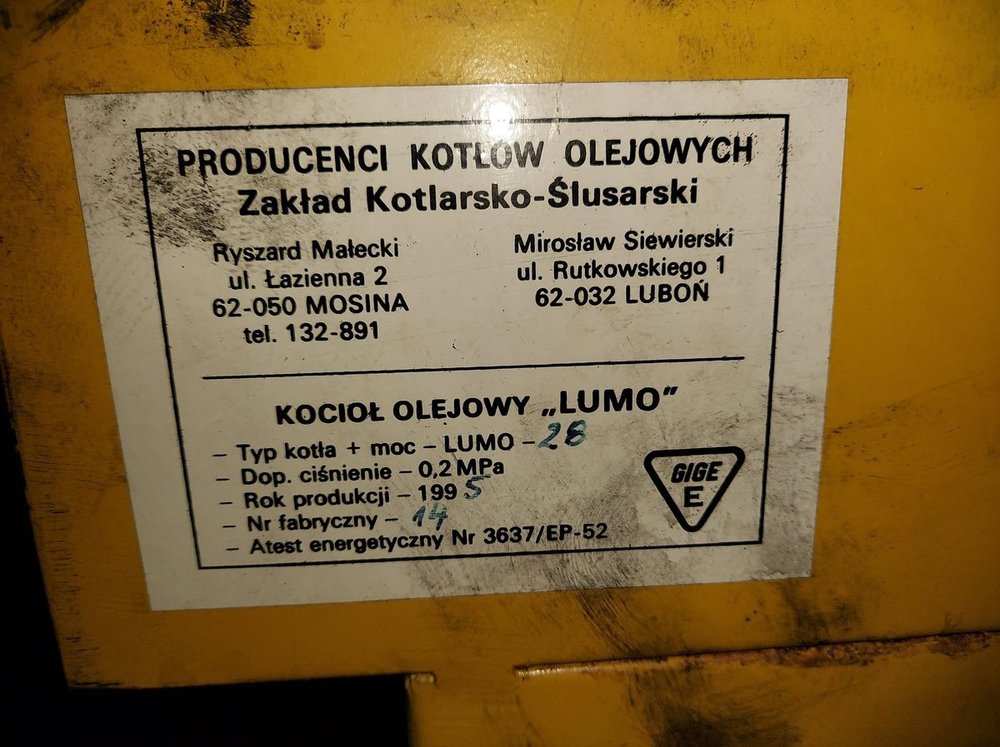 PRODUCENCI KOTŁÓW OLEJOWYCH
Zakład Kotlarsko-Ślusarski
Ryszard Małecki
ul. Łazienna 2
62-050 MOSINA
tel. 132-891
Mirosław Siewierski
ul. Rutkowskiego 1
62-032 LUBOŃ
KOCIOŁ OLEJOWY „LUMO”
– Typ kotła + moc – LUMO – 28
– Dop. ciśnienie – 0,2 MPa
– Rok produkcji – 1995
– Nr fabryczny – 14
– Atest energetyczny Nr 3637/EP-52
GIGE
E